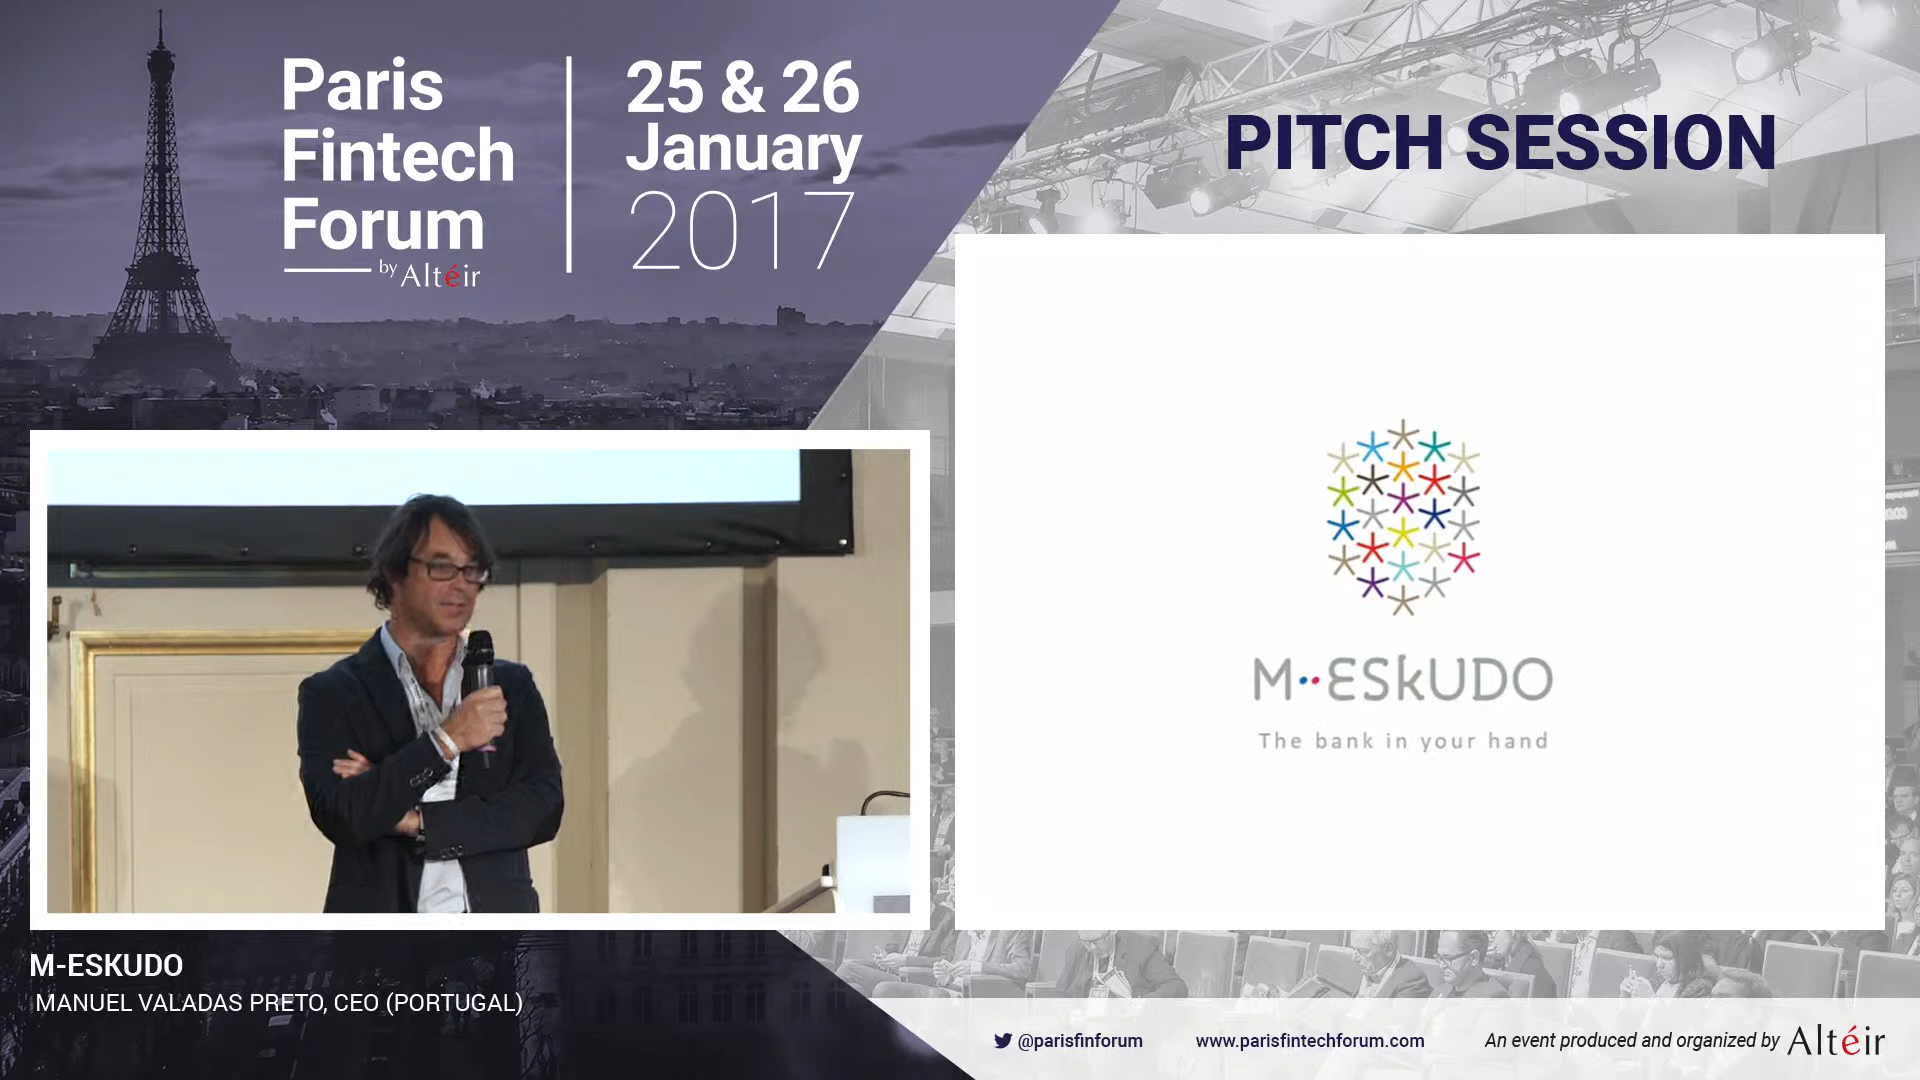 Paris
Fintech
Forum
by Altéir
25 & 26
January
2017
PITCH SESSION
M··ESkUDO
The bank in your hand
M-ESKUDO
MANUEL VALADAS PRETO, CEO (PORTUGAL)
@parisfinforum
www.parisfintechforum.com
An event produced and organized by Altéir